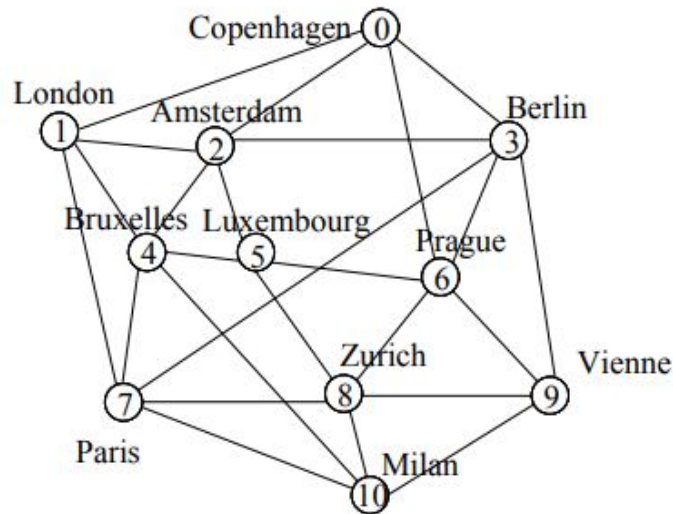 Copenhagen 0
London
1
Amsterdam
2
Berlin
3
Bruxelles
4
Luxembourg
5
Prague
6
Zurich
8
Vienne
9
7
Paris
Milan
10